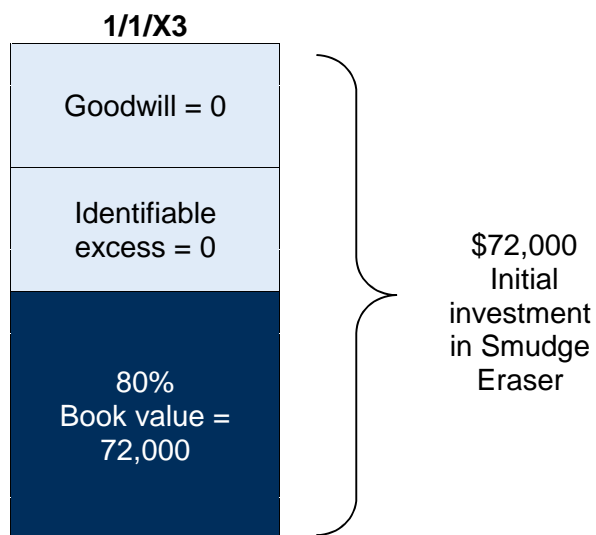 1/1/X3
Goodwill = 0
Identifiable
excess = 0
80%
Book value =
72,000
$72,000
Initial
investment
in Smudge
Eraser